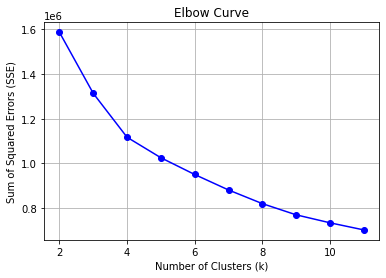 Elbow Curve
1e6
1.6
1.4
1.2
1.0
0.8
Sum of Squared Errors (SSE)
2 4 6 8 10
Number of Clusters (k)